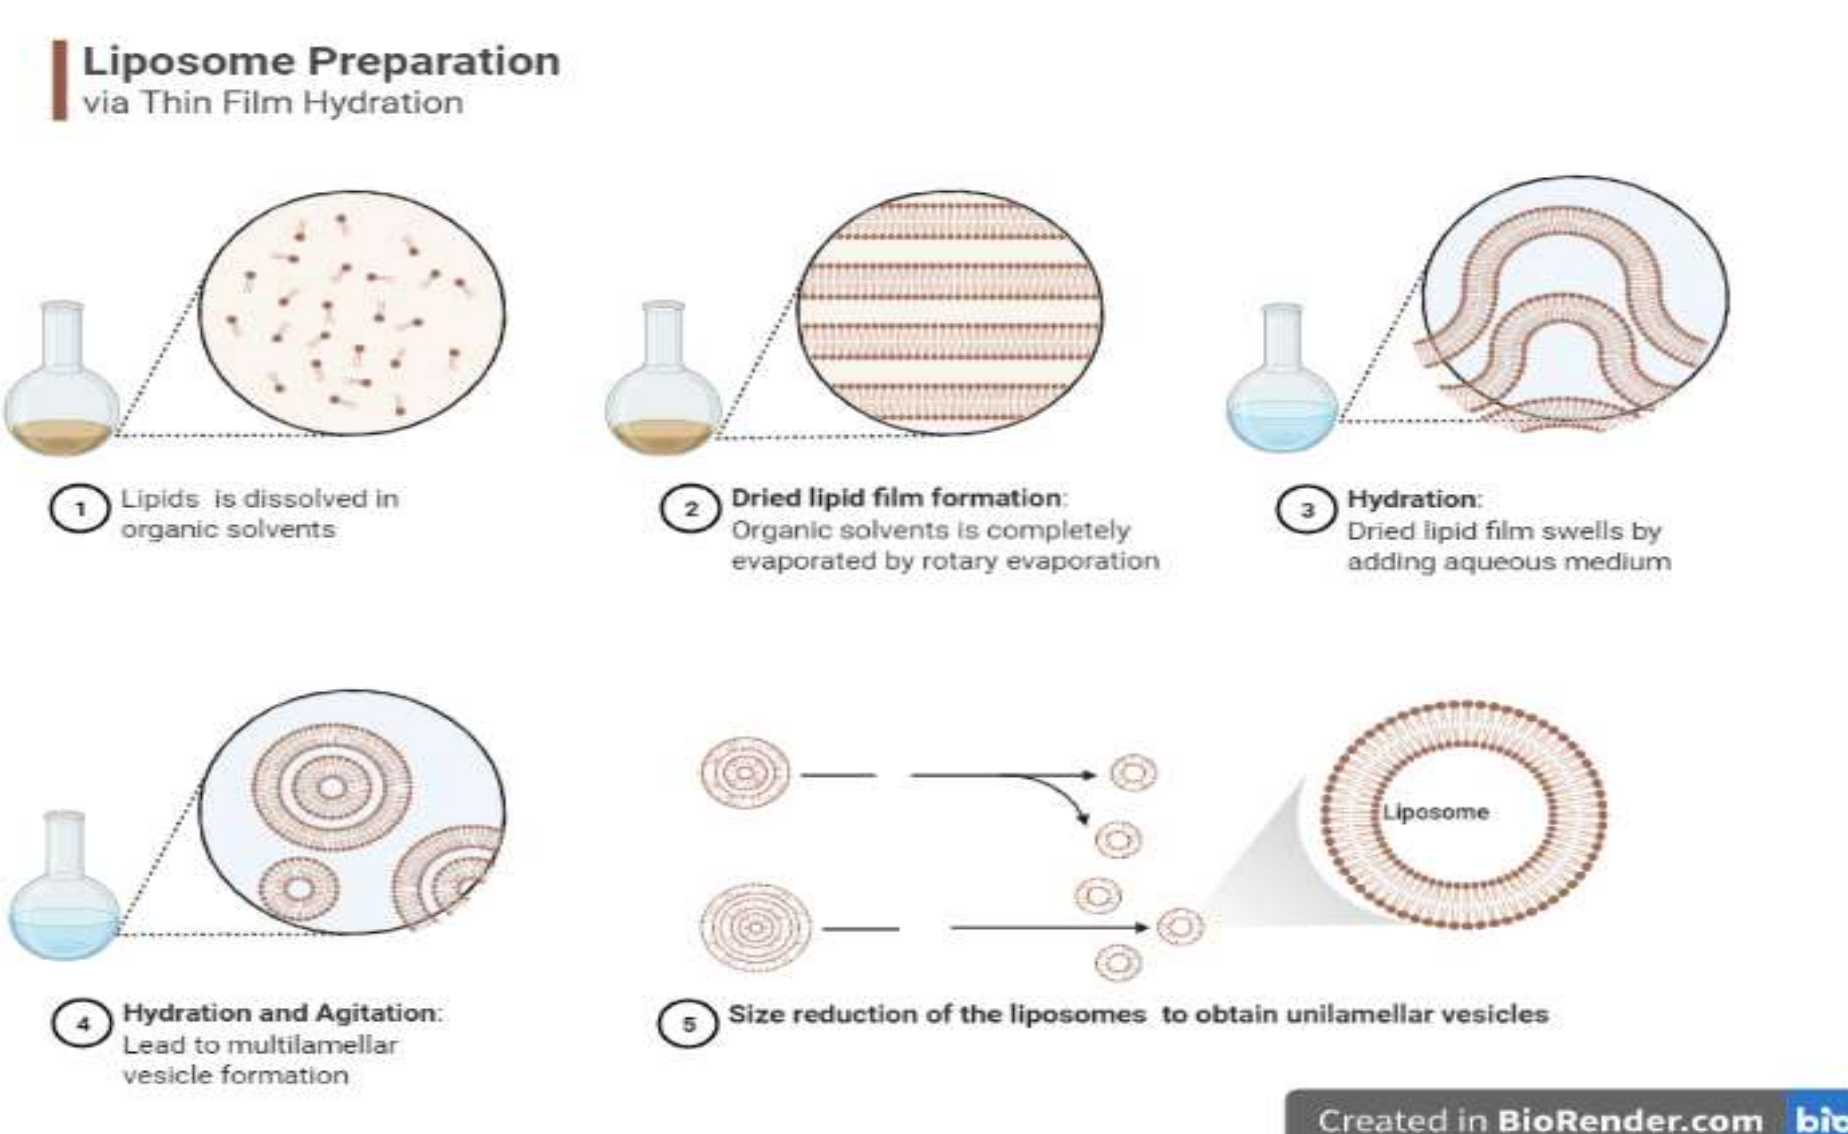 Liposome Preparation
via Thin Film Hydration
1
Lipids is dissolved in
organic solvents
2
Dried lipid film formation:
Organic solvents is completely
evaporated by rotary evaporation
3
Hydration:
Dried lipid film swells by
adding aqueous medium
4
Hydration and Agitation:
Lead to multilamellar
vesicle formation
Liposome
5
Size reduction of the liposomes to obtain unilamellar vesicles
Created in BioRender.com